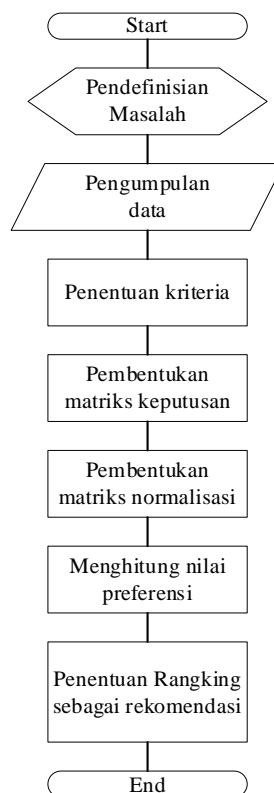 Start
Pendefinisian
Masalah
Pengumpulan
data
Penentuan kriteria
Pembentukan
matriks keputusan
Pembentukan
matriks normalisasi
Menghitung nilai
preferensi
Penentuan Rangking
sebagai rekomendasi
End